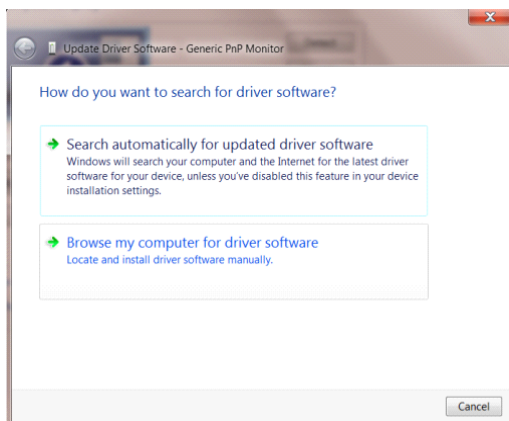 Update Driver Software - Generic PnP Monitor
How do you want to search for driver software?
Search automatically for updated driver software
Windows will search your computer and the Internet for the latest driver
software for your device, unless you've disabled this feature in your device
installation settings.
Browse my computer for driver software
Locate and install driver software manually.
Cancel